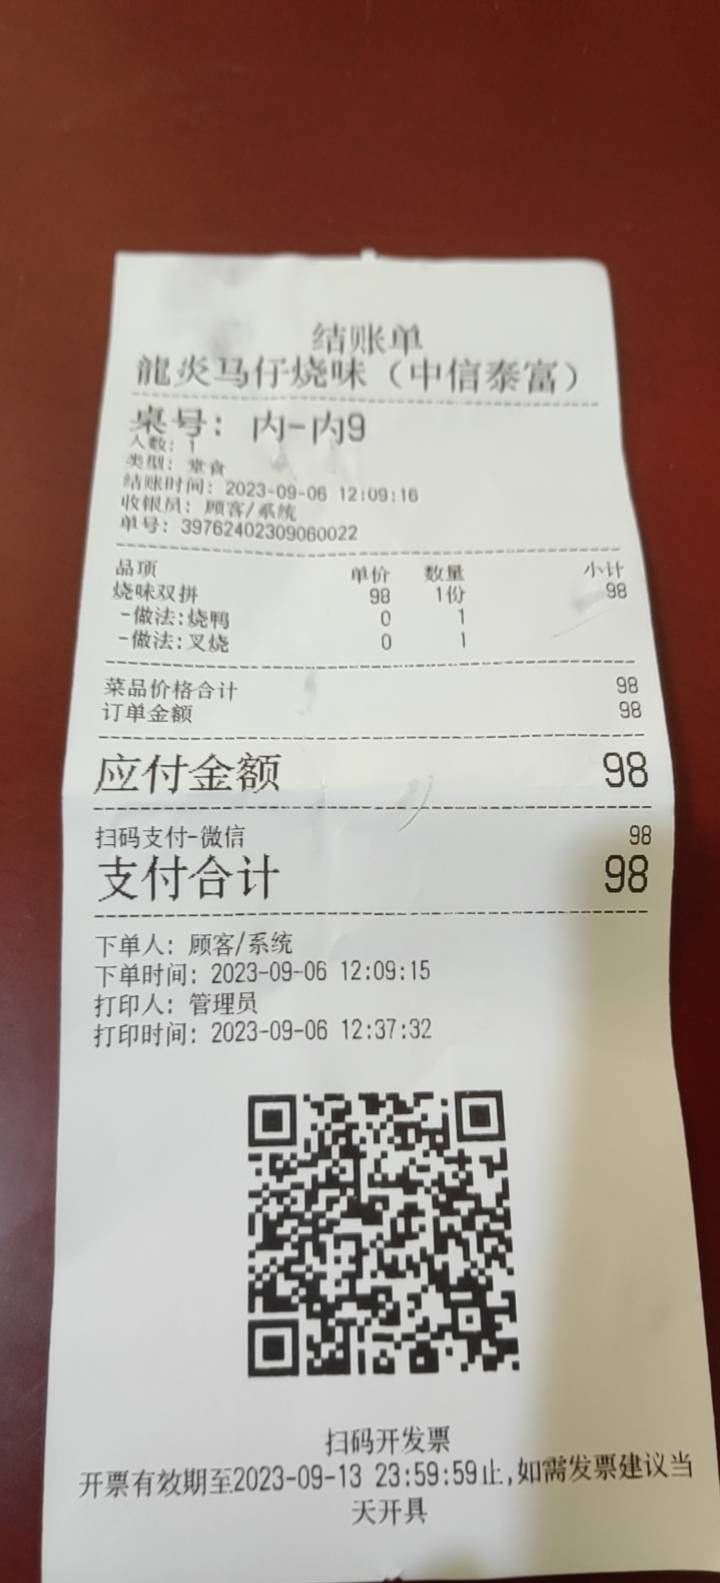 结账单
龍炎马仔烧味（中信泰富）
桌号: 内-内9
人数: 1
类型: 堂食
结账时间: 2023-09-06 12:09:16
收银员: 顾客/系统
单号: 39762402309060022
品项 单价 数量 小计
烧味双拼 98 1份 98
-做法:烧鸭 0 1
-做法:叉烧 0 1
菜品价格合计 98
订单金额 98
应付金额 98
扫码支付-微信 98
支付合计 98
下单人: 顾客/系统
下单时间: 2023-09-06 12:09:15
打印人: 管理员
打印时间: 2023-09-06 12:37:32
扫码开发票
开票有效期至2023-09-13 23:59:59止,如需发票建议当
天开具